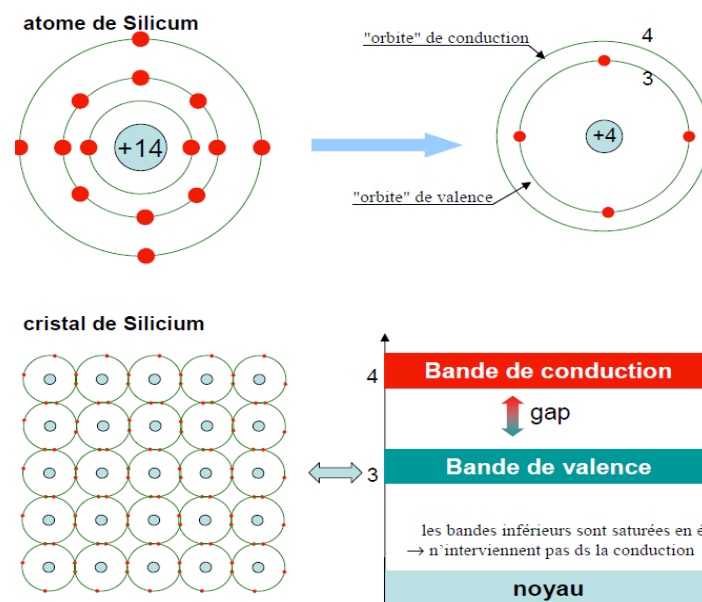 atome de Silicum
"orbite" de conduction
4
3
+14
+4
"orbite" de valence
cristal de Silicium
4
Bande de conduction
gap
3
Bande de valence
les bandes inférieurs sont saturées en é
→ n'interviennent pas ds la conduction
noyau